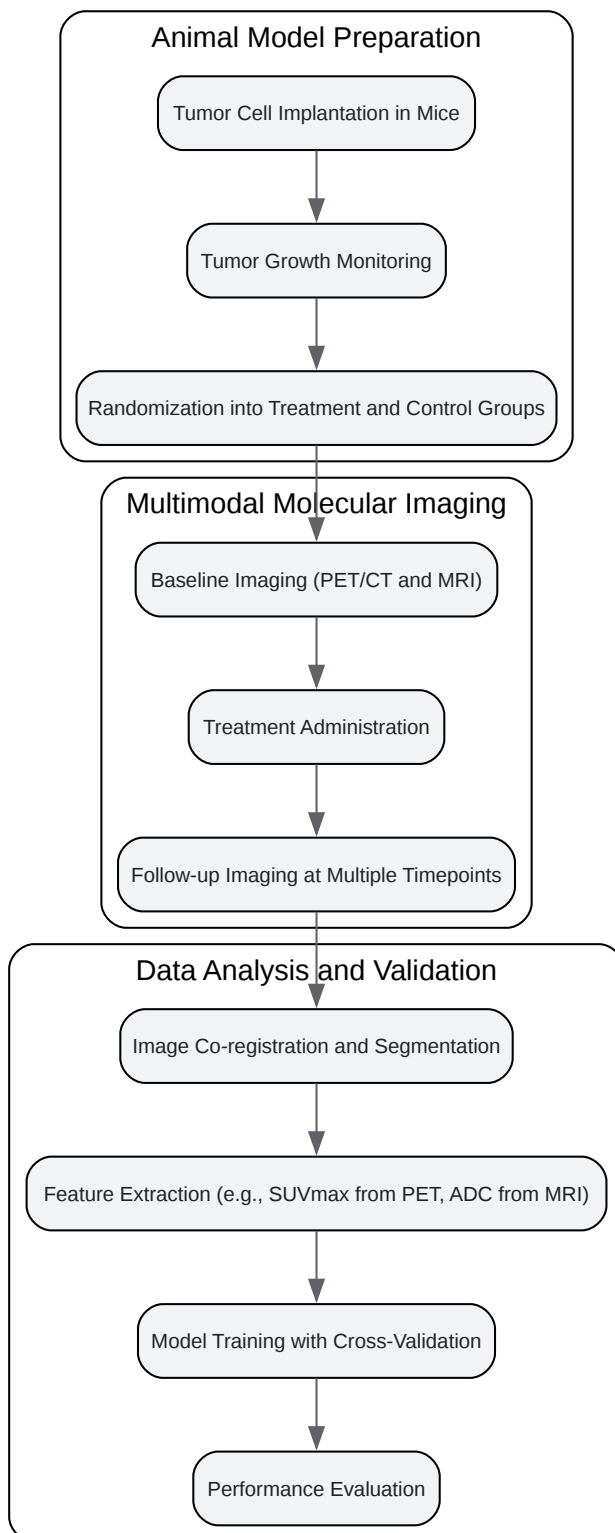 Animal Model Preparation
Tumor Cell Implantation in Mice
Tumor Growth Monitoring
Randomization into Treatment and Control Groups
Multimodal Molecular Imaging
Baseline Imaging (PET/CT and MRI)
Treatment Administration
Follow-up Imaging at Multiple Timepoints
Data Analysis and Validation
Image Co-registration and Segmentation
Feature Extraction (e.g., SUVmax from PET, ADC from MRI)
Model Training with Cross-Validation
Performance Evaluation